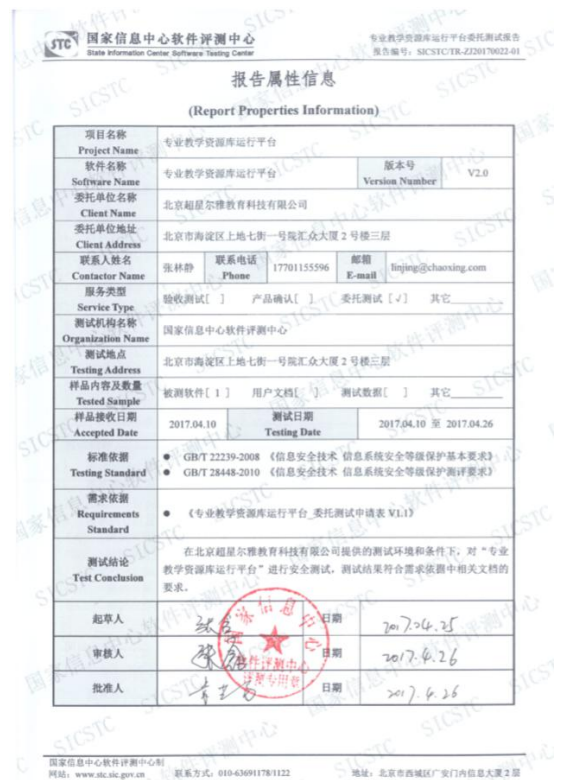 国家信息中心软件评测中心
State Information Center Software Testing Center
专业教学资源库运行平台委托测试报告
报告编号：SICSTC/TR-ZJ20170022-01
报告属性信息
(Report Properties Information)
项目名称 Project Name 专业教学资源库运行平台
软件名称 Software Name 专业教学资源库运行平台 版本号 Version Number V2.0
委托单位名称 Client Name 北京超星尔雅教育科技有限公司
委托单位地址 Client Address 北京市海淀区上地七街一号院汇众大厦 2 号楼三层
联系人姓名 Contactor Name 张林静 联系电话 Phone 17701155596 邮箱 E-mail linjing@chaoxing.com
服务类型 Service Type 验收测试[ ] 产品确认[ ] 委托测试[√] 其它
测试机构名称 Organization Name 国家信息中心软件评测中心
测试地点 Testing Address 北京市海淀区上地七街一号院汇众大厦 2 号楼三层
样品内容及数量 Tested Sample 被测软件[ 1 ] 用户文档[ ] 测试数据[ ] 其它
样品接收日期 Accepted Date 2017.04.10 测试日期 Testing Date 2017.04.10 至 2017.04.26
标准依据 Testing Standard
● GB/T 22239-2008 《信息安全技术 信息系统安全等级保护基本要求》
● GB/T 28448-2010 《信息安全技术 信息系统安全等级保护测评要求》
需求依据 Requirements Standard
● 《专业教学资源库运行平台_委托测试申请表 V1.1》
测试结论 Test Conclusion
在北京超星尔雅教育科技有限公司提供的测试环境和条件下，对“专业
教学资源库运行平台”进行安全测试，测试结果符合需求依据中相关文档的
要求。
起草人 日期 2017.04.25
审核人 日期 2017.4.26
批准人 日期 2017.4.26
国家信息中心
软件评测中心
评测专用章
国家信息中心软件评测中心制
网站：www.stc.sic.gov.cn 联系方式：010-63691178/1122 地址：北京市西城区广安门内信息大厦 2 层